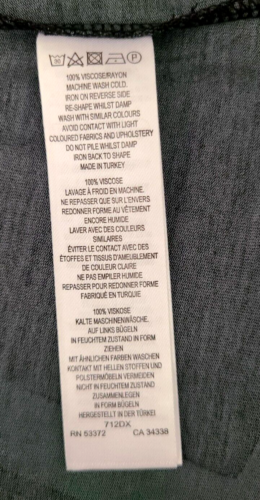 100% VISCOSE/RAYON
MACHINE WASH COLD.
IRON ON REVERSE SIDE
RE-SHAPE WHILST DAMP
WASH WITH SIMILAR COLOURS
AVOID CONTACT WITH LIGHT
COLOURED FABRICS AND UPHOLSTERY
DO NOT PILE WHILST DAMP
IRON BACK TO SHAPE
MADE IN TURKEY
100% VISCOSE
LAVAGE À FROID EN MACHINE.
NE REPASSER QUE SUR L'ENVERS
REDONNER FORME AU VÊTEMENT
ENCORE HUMIDE
LAVER AVEC DES COULEURS
SIMILAIRES
ÉVITER LE CONTACT AVEC DES
ÉTOFFES ET TISSUS D'AMEUBLEMENT
DE COULEUR CLAIRE
NE PAS EMPILER HUMIDE
REPASSER POUR REDONNER FORME
FABRIQUÉ EN TURQUIE
100% VISKOSE
KALTE MASCHINENWÄSCHE,
AUF LINKS BÜGELN
IN FEUCHTEM ZUSTAND IN FORM
ZIEHEN
MIT ÄHNLICHEN FARBEN WASCHEN
KONTAKT MIT HELLEN STOFFEN UND
POLSTERMÖBELN VERMEIDEN
NICHT IN FEUCHTEM ZUSTAND
ZUSAMMENLEGEN
IN FORM BÜGELN
HERGESTELLT IN DER TÜRKEI
712DX
RN 53372 CA 34338